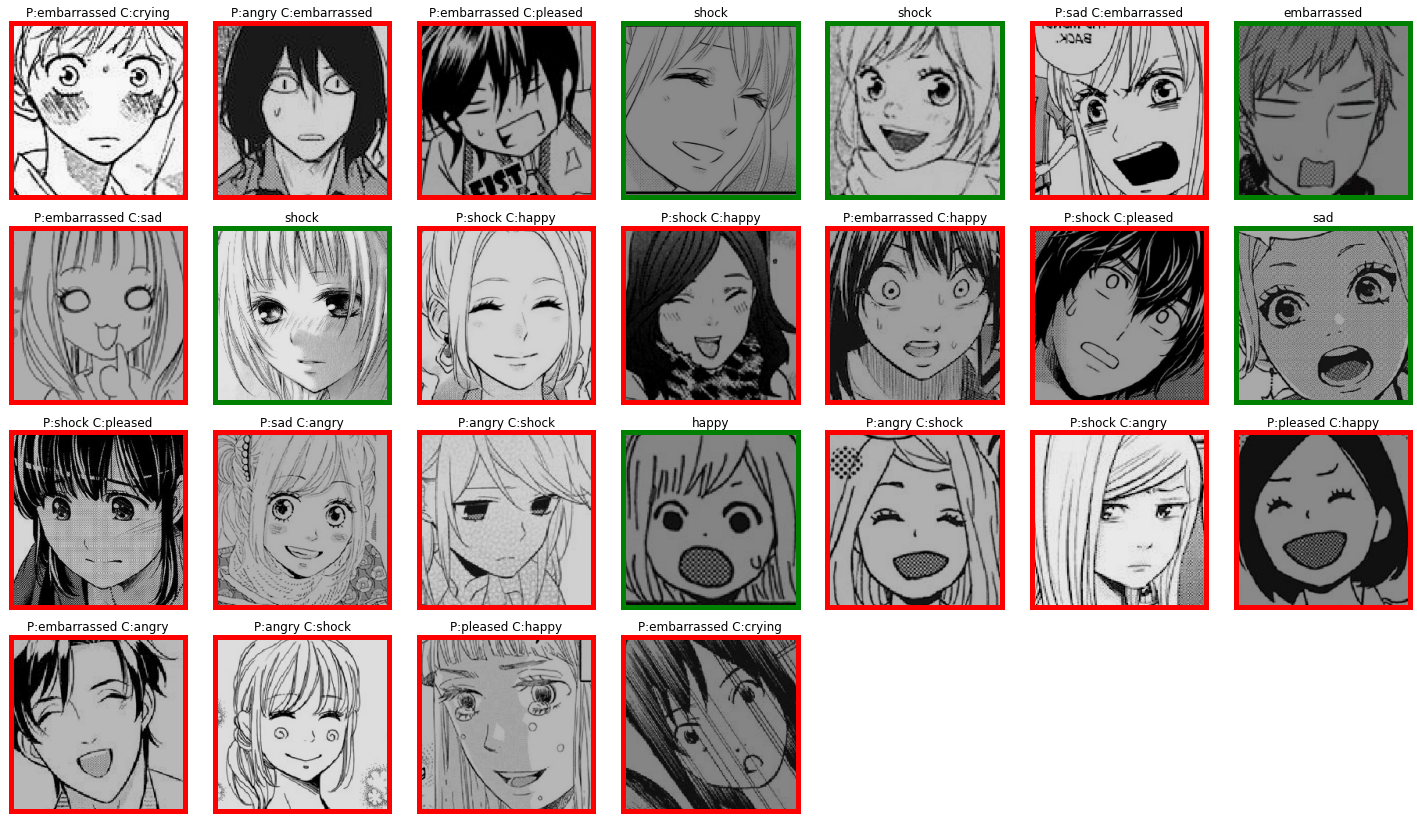 P:embarrassed C:crying
P:angry C:embarrassed
P:embarrassed C:pleased
shock
shock
P:sad C:embarrassed
embarrassed
BACK.
FIST
P:embarrassed C:sad
shock
P:shock C:happy
P:shock C:happy
P:embarrassed C:happy
P:shock C:pleased
sad
P:shock C:pleased
P:sad C:angry
P:angry C:shock
happy
P:angry C:shock
P:shock C:angry
P:pleased C:happy
P:embarrassed C:angry
P:angry C:shock
P:pleased C:happy
P:embarrassed C:crying